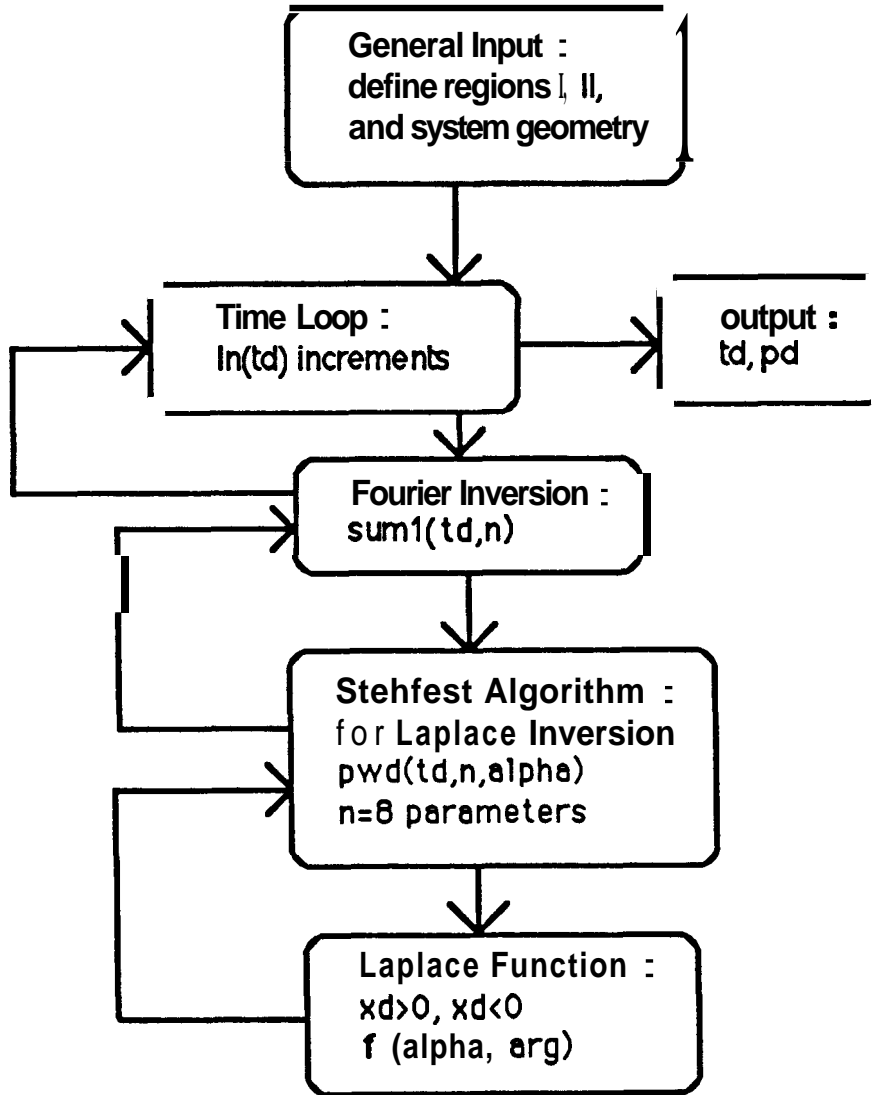 General Input :
define regions I, II,
and system geometry
Time Loop :
ln(td) increments
output :
td, pd
Fourier Inversion :
sum1(td,n)
Stehfest Algorithm :
for Laplace Inversion
pwd(td,n,alpha)
n=8 parameters
Laplace Function :
xd>0, xd<0
f (alpha, arg)